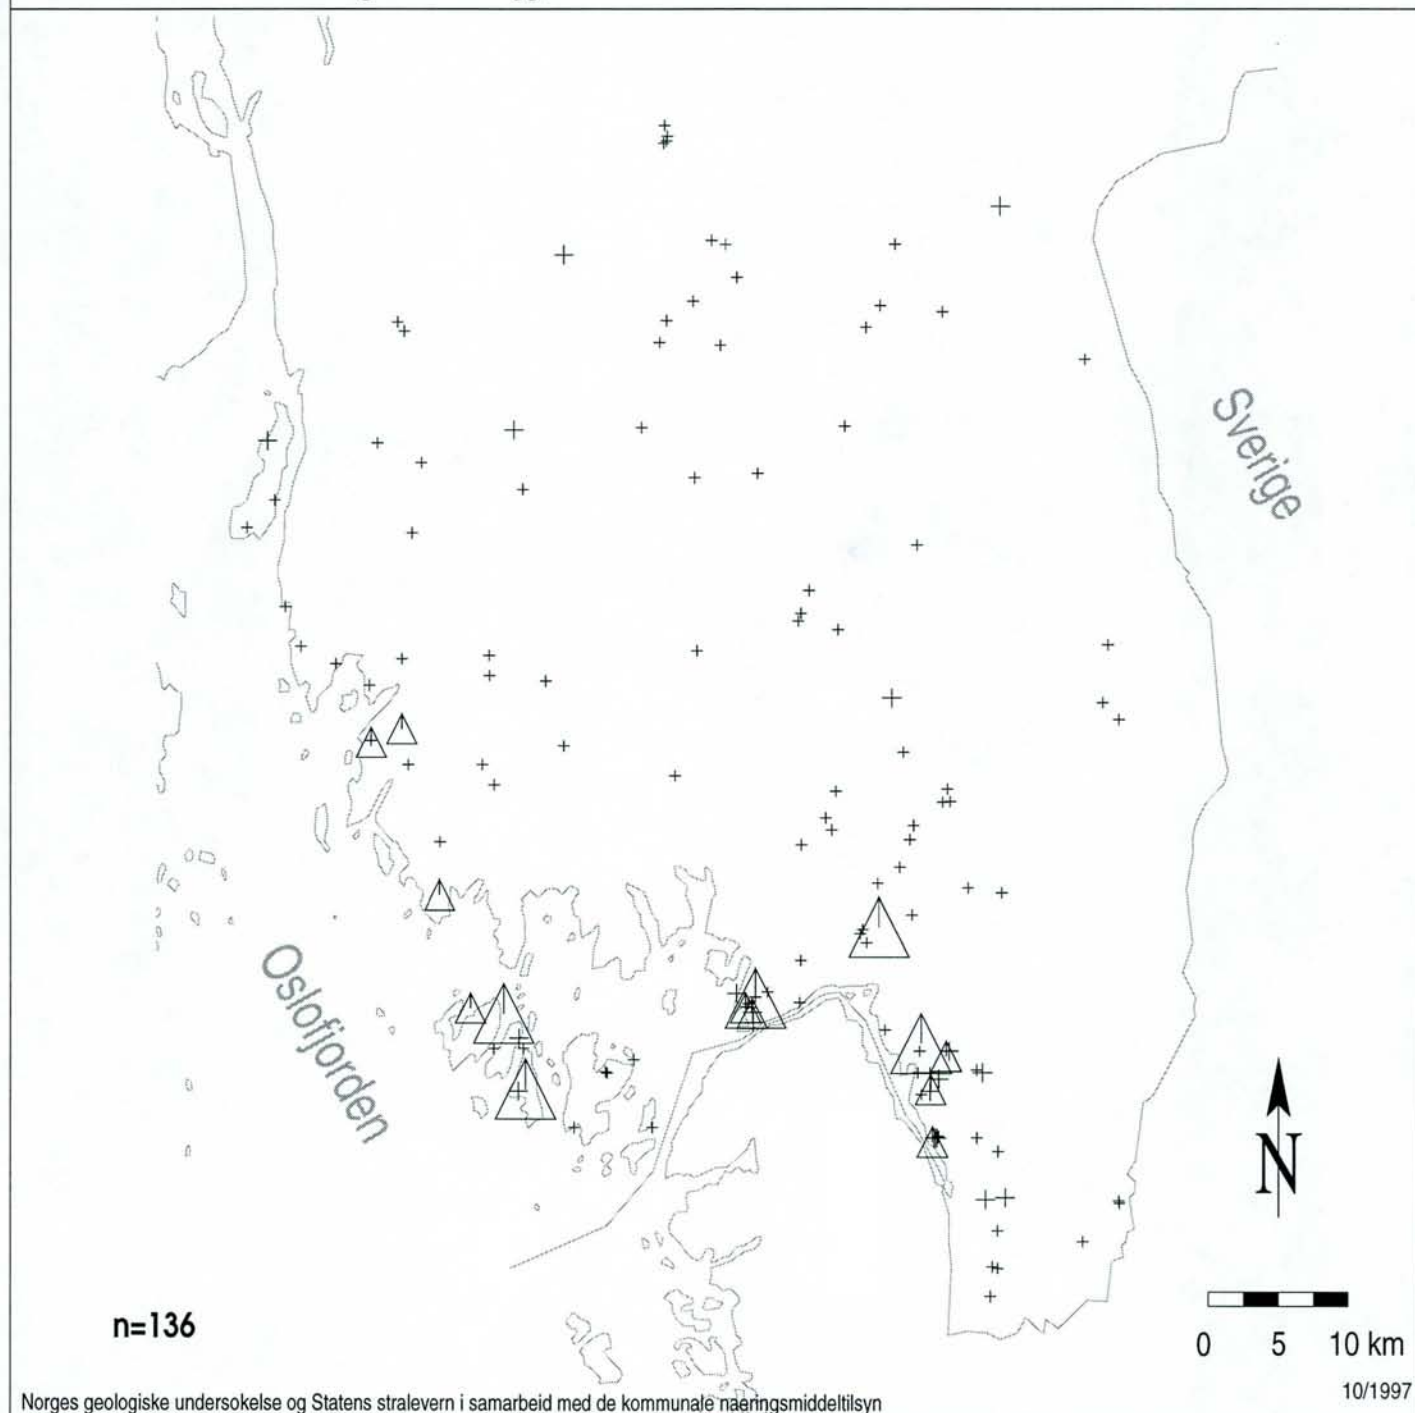 Sverige
Oslofjorden
N
n=136
0 5 10 km
10/1997
Norges geologiske undersokelse og Statens stralevern i samarbeid med de kommunale naeringsmiddeltilsyn